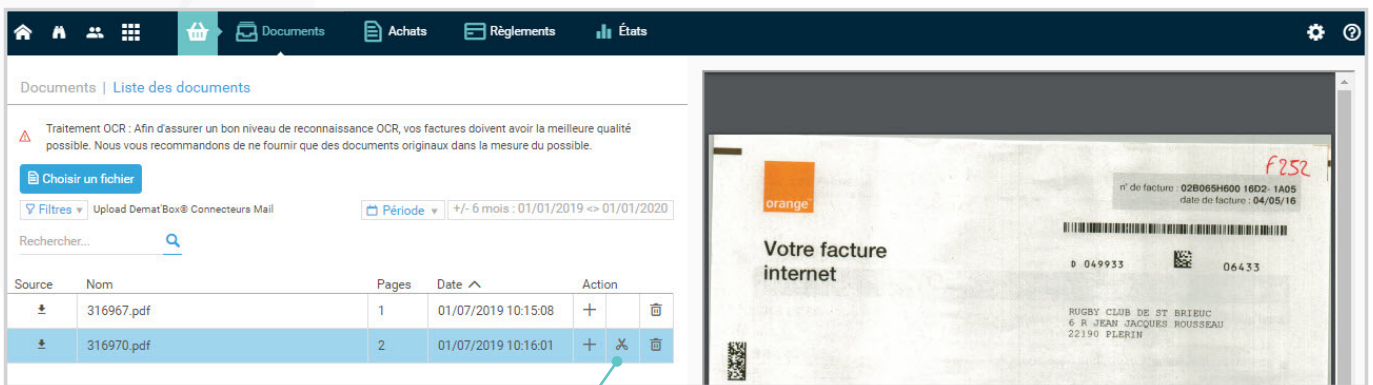 Documents
Achats
Règlements
États
Documents | Liste des documents
Traitement OCR : Afin d'assurer un bon niveau de reconnaissance OCR, vos factures doivent avoir la meilleure qualité
possible. Nous vous recommandons de ne fournir que des documents originaux dans la mesure du possible.
Choisir un fichier
Filtres Upload Demat'Box® Connecteurs Mail
Période +/- 6 mois : 01/01/2019 <> 01/01/2020
Rechercher...
Source Nom Pages Date Action
316967.pdf 1 01/07/2019 10:15:08
316970.pdf 2 01/07/2019 10:16:01
F252
orange
n° de facture : 02B065H600 16D2- 1A05
date de facture : 04/05/16
Votre facture
internet
D 049933 06433
RUGBY CLUB DE ST BRIEUC
6 R JEAN JACQUES ROUSSEAU
22190 PLERIN